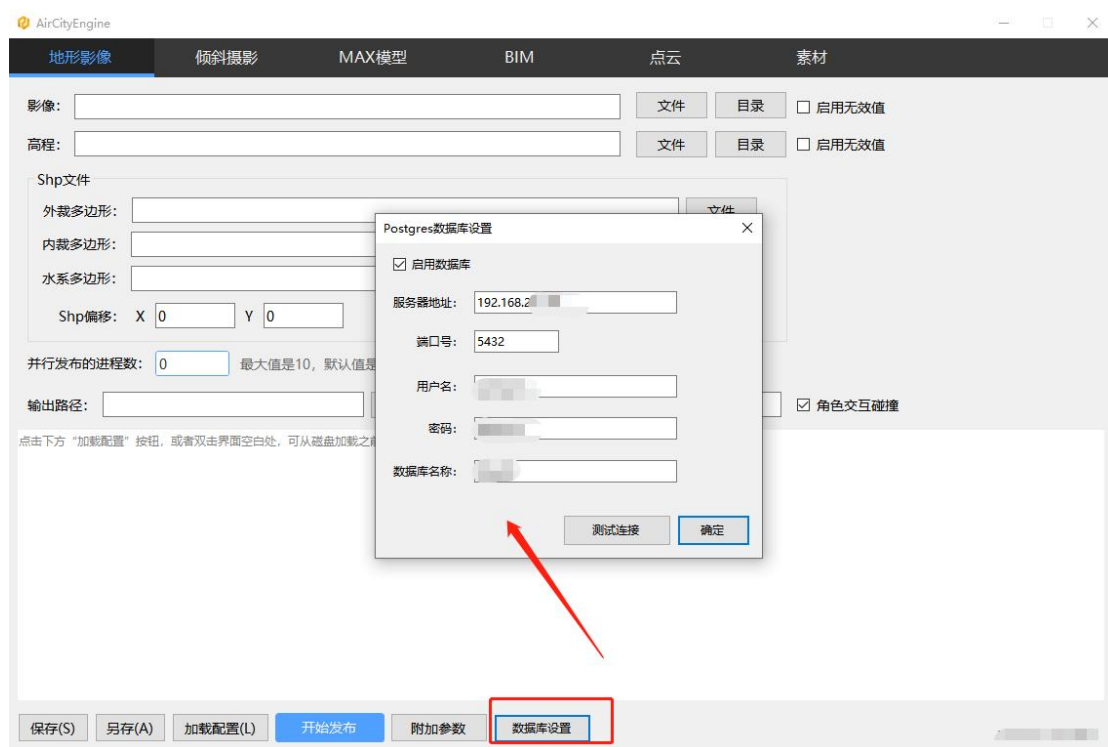 AirCityEngine
地形影像 倾斜摄影 MAX模型 BIM 点云 素材
影像: 文件 目录 启用无效值
高程: 文件 目录 启用无效值
Shp文件
外裁多边形: 文件
内裁多边形:
水系多边形:
Shp偏移: X 0 Y 0
并行发布的进程数: 0 最大值是10，默认值是
输出路径: 角色交互碰撞
点击下方“加载配置”按钮，或者双击界面空白处，可从磁盘加载之前
Postgres数据库设置
启用数据库
服务器地址: 192.168.2
端口号: 5432
用户名:
密码:
数据库名称:
测试连接 确定
保存(S) 另存(A) 加载配置(L) 开始发布 附加参数 数据库设置